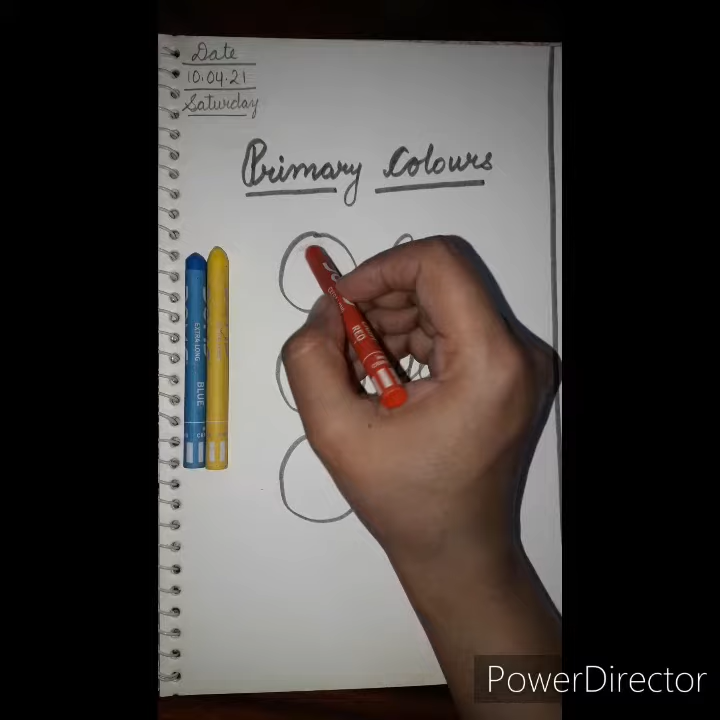 Date
10.04.21
Saturday
Primary Colours
EXTRA LONG
BLUE
RED
PowerDirector